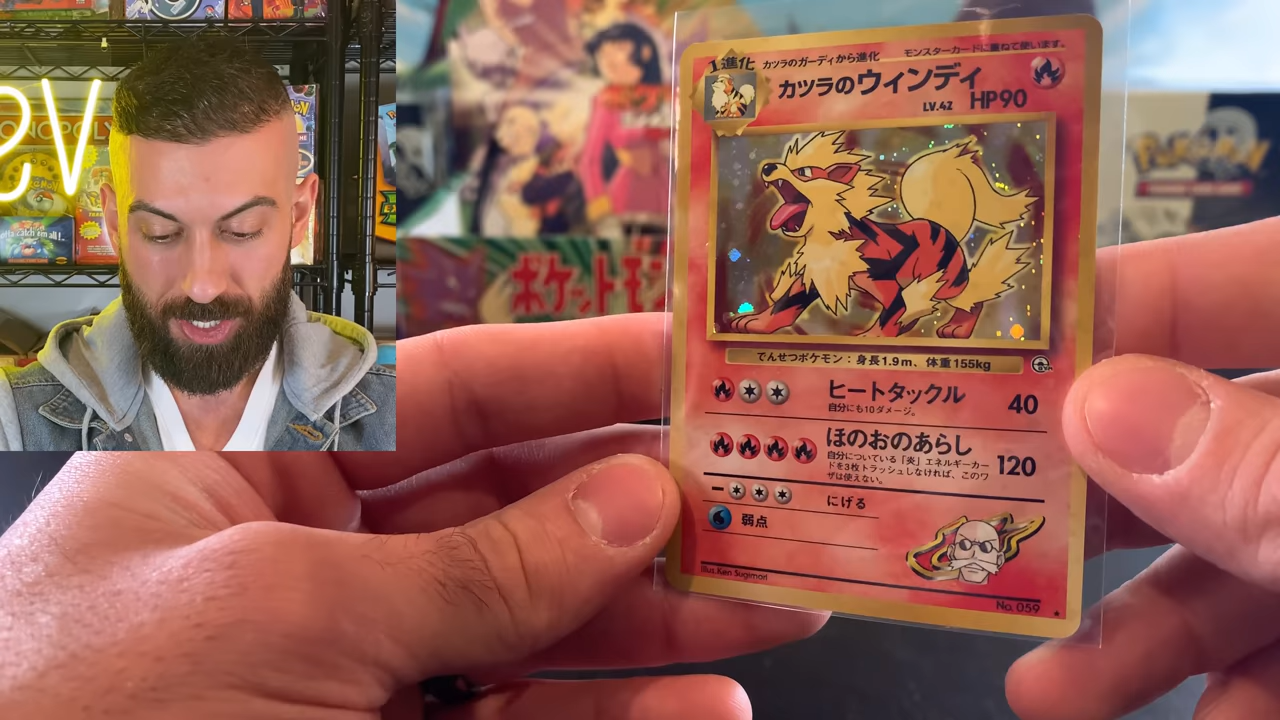 ev
MONOPOLY
1進化
カツラのガーディから進化
モンスターカードに重ねて使います。
カツラのウィンディ
LV.42 HP90
ポケットモン
でんせつポケモン：身長1.9m、体重155kg
ヒートタックル 40
自分にも10ダメージ。
ほのおのあらし 120
自分についている「炎」エネルギーカー
ドを3枚トラッシュしなければ、このワ
ザは使えない。
にげる
弱点
Illus. Ken Sugimori
No. 059
POKéMON